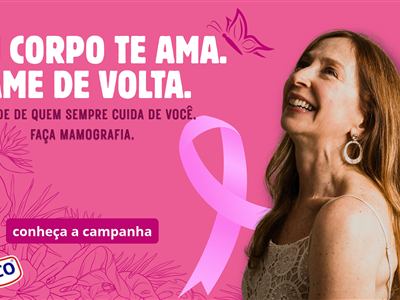 CORPO TE AMA.
AME DE VOLTA.
DE DE QUEM SEMPRE CUIDA DE VOCÊ.
FAÇA MAMOGRAFIA.
conheça a campanha
CO